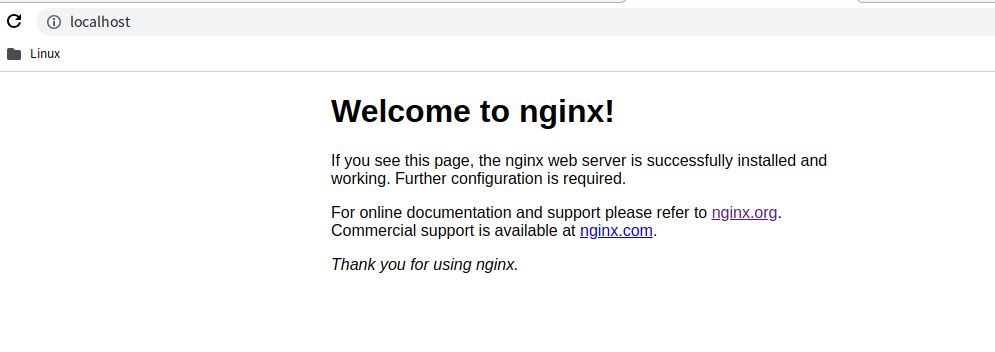 localhost
Linux
Welcome to nginx!
If you see this page, the nginx web server is successfully installed and
working. Further configuration is required.
For online documentation and support please refer to nginx.org.
Commercial support is available at nginx.com.
Thank you for using nginx.